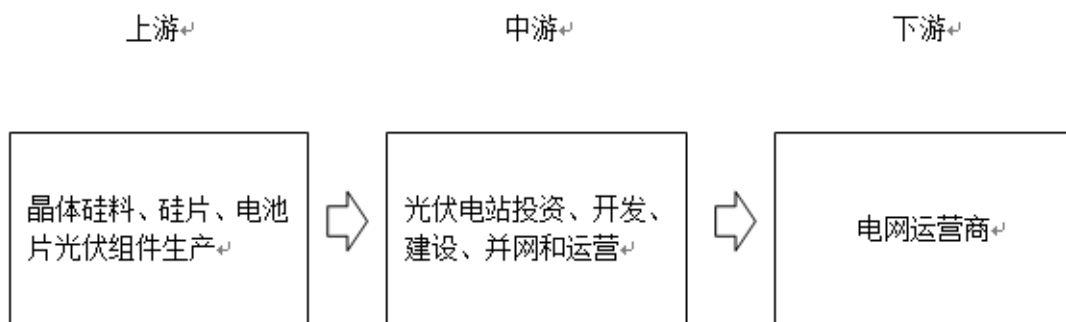 上游
中游
下游
晶体硅料、硅片、电池
片光伏组件生产
光伏电站投资、开发、
建设、并网和运营
电网运营商